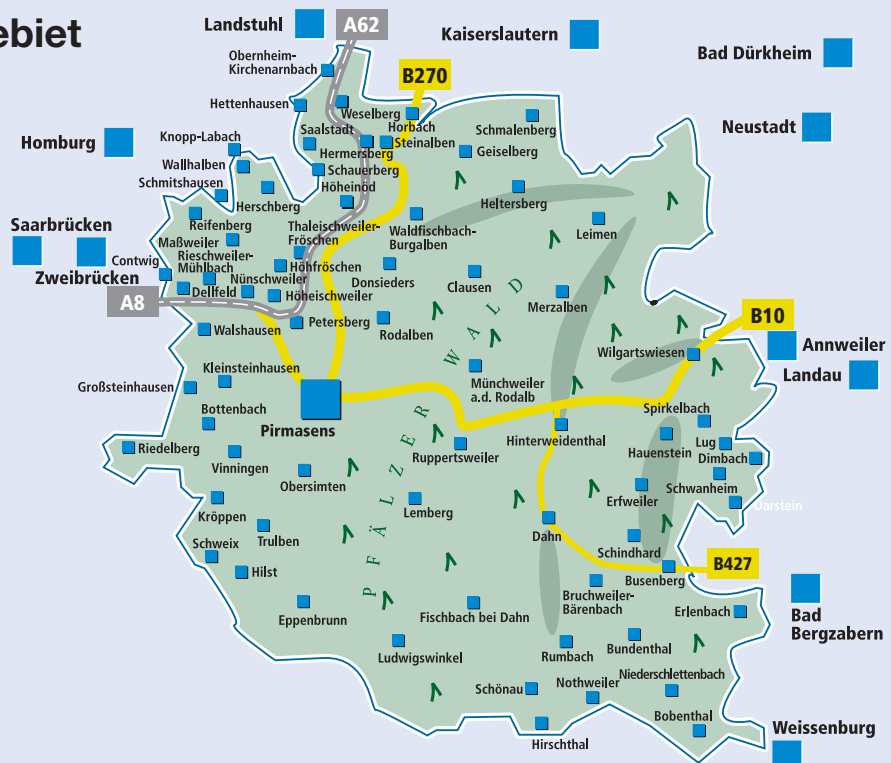 ebiet
Landstuhl
A62
Kaiserslautern
Bad Dürkheim
Obernheim-
Kirchenarnbach
B270
Hettenhausen
Weselberg
Horbach
Schmalenberg
Neustadt
Homburg
Knopp-Labach
Saalstadt
Steinalben
Hermersberg
Geiselberg
Wallhalben
Schauerberg
Schmitshausen
Höheinöd
Herschberg
Heltersberg
Saarbrücken
Reifenberg
Thaleischweiler-
Fröschen
Waldfischbach-
Burgalben
Leimen
Maßweiler
Rieschweiler-
Mühlbach
Contwig
Höhfröschen
Donsieders
Clausen
Zweibrücken
Nünschweiler
Dellfeld
Höheischweiler
Merzalben
A8
B10
Walshausen
Petersberg
Rodalben
Wilgartswiesen
Annweiler
Landau
Kleinsteinhausen
Großsteinhausen
Münchweiler
a.d. Rodalb
Bottenbach
Pirmasens
Spirkelbach
Riedelberg
Vinningen
Ruppertsweiler
Hinterweidenthal
Hauenstein
Lug
Dimbach
Obersimten
Schwanheim
Erfweiler
Darstein
Kröppen
Lemberg
Trulben
Dahn
Schweix
Schindhard
Hilst
Busenberg
B427
PFÄLZER WALD
Bruchweiler-
Bärenbach
Eppenbrunn
Fischbach bei Dahn
Erlenbach
Bad
Bergzabern
Ludwigswinkel
Rumbach
Bundenthal
Schönau
Nothweiler
Niederschlettenbach
Bobenthal
Hirschthal
Weissenburg